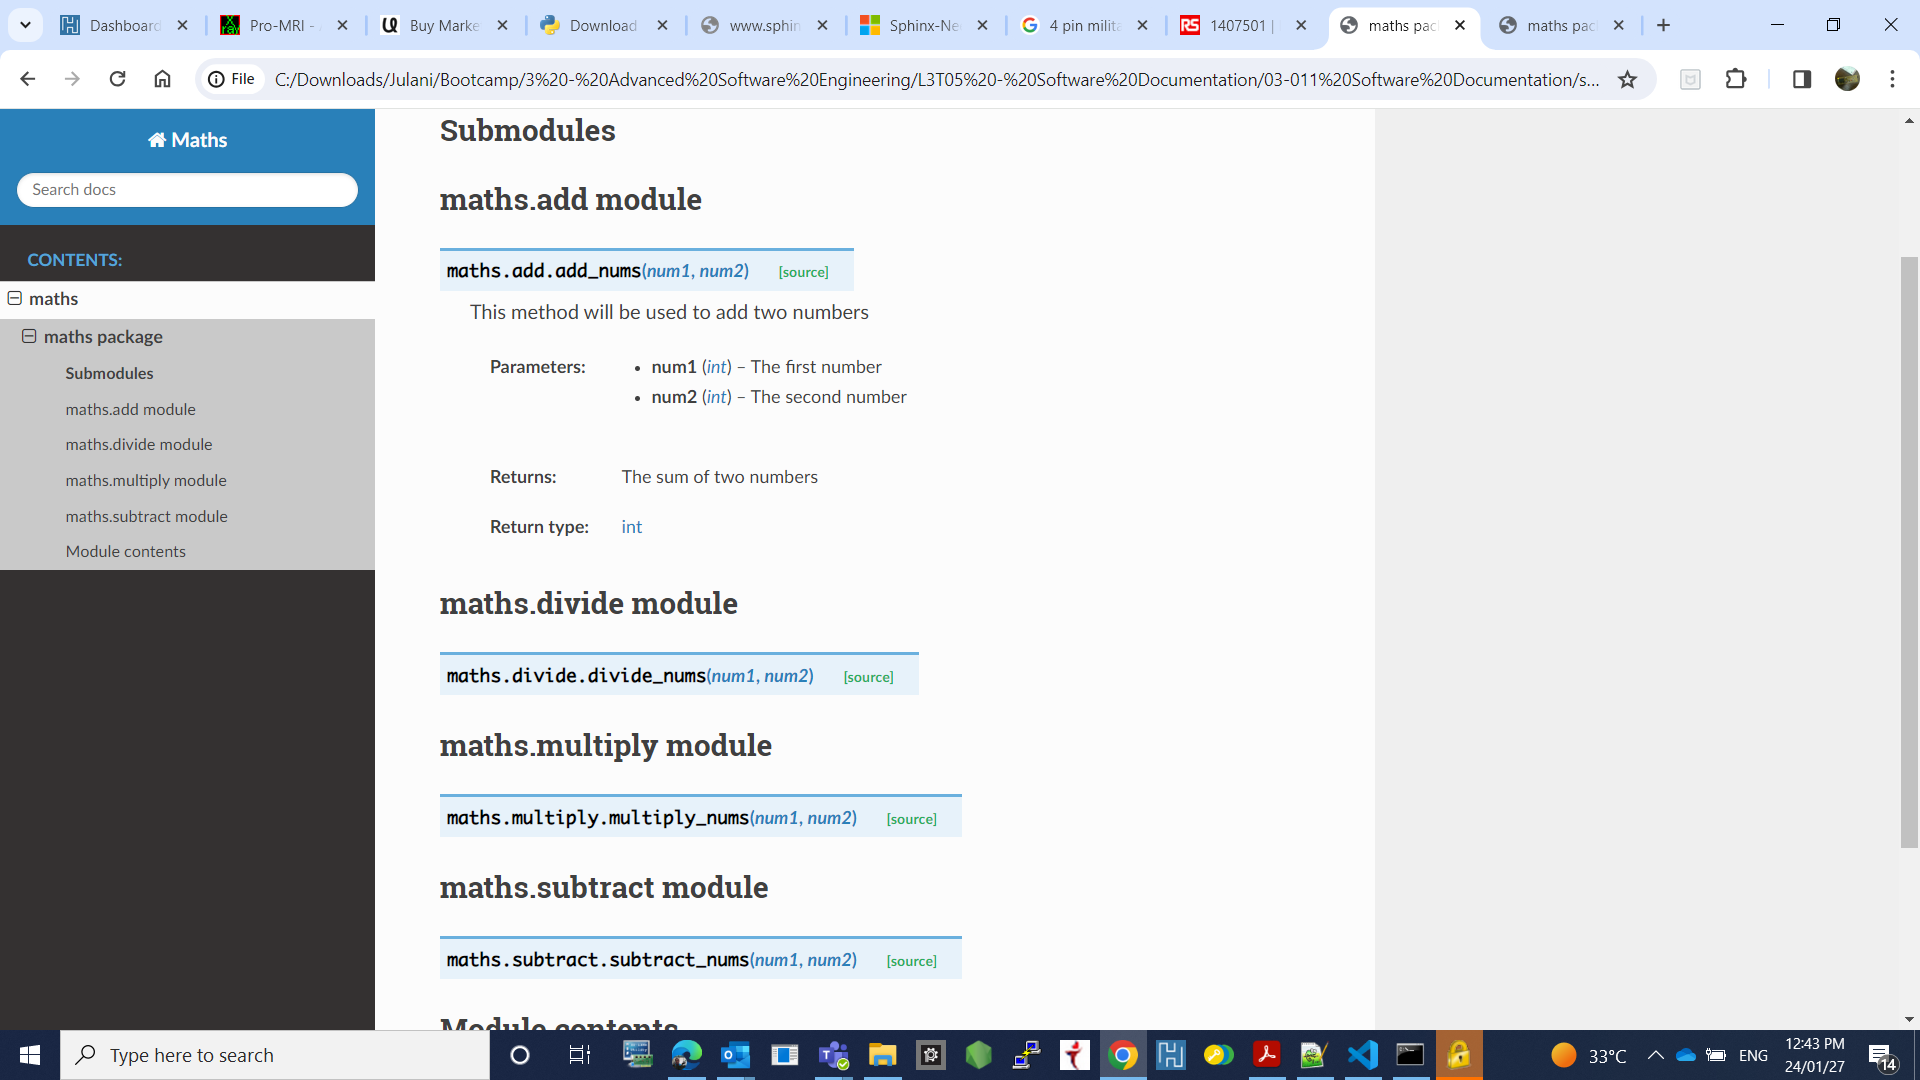 Dashboard
Pro-MRI -
Buy Marke
Download
www.sphin
Sphinx-Ne
4 pin milita
1407501 |
maths pac
maths pac
File
C:/Downloads/Julani/Bootcamp/3%20-%20Advanced%20Software%20Engineering/L3T05%20-%20Software%20Documentation/03-011%20Software%20Documentation/s...
Maths
Search docs
CONTENTS:
maths
maths package
Submodules
maths.add module
maths.divide module
maths.multiply module
maths.subtract module
Module contents
Submodules
maths.add module
maths.add.add_nums(num1, num2) [source]
This method will be used to add two numbers
Parameters:
• num1 (int) – The first number
• num2 (int) – The second number
Returns: The sum of two numbers
Return type: int
maths.divide module
maths.divide.divide_nums(num1, num2) [source]
maths.multiply module
maths.multiply.multiply_nums(num1, num2) [source]
maths.subtract module
maths.subtract.subtract_nums(num1, num2) [source]
Module contents
Type here to search
33°C
ENG
12:43 PM
24/01/27
14